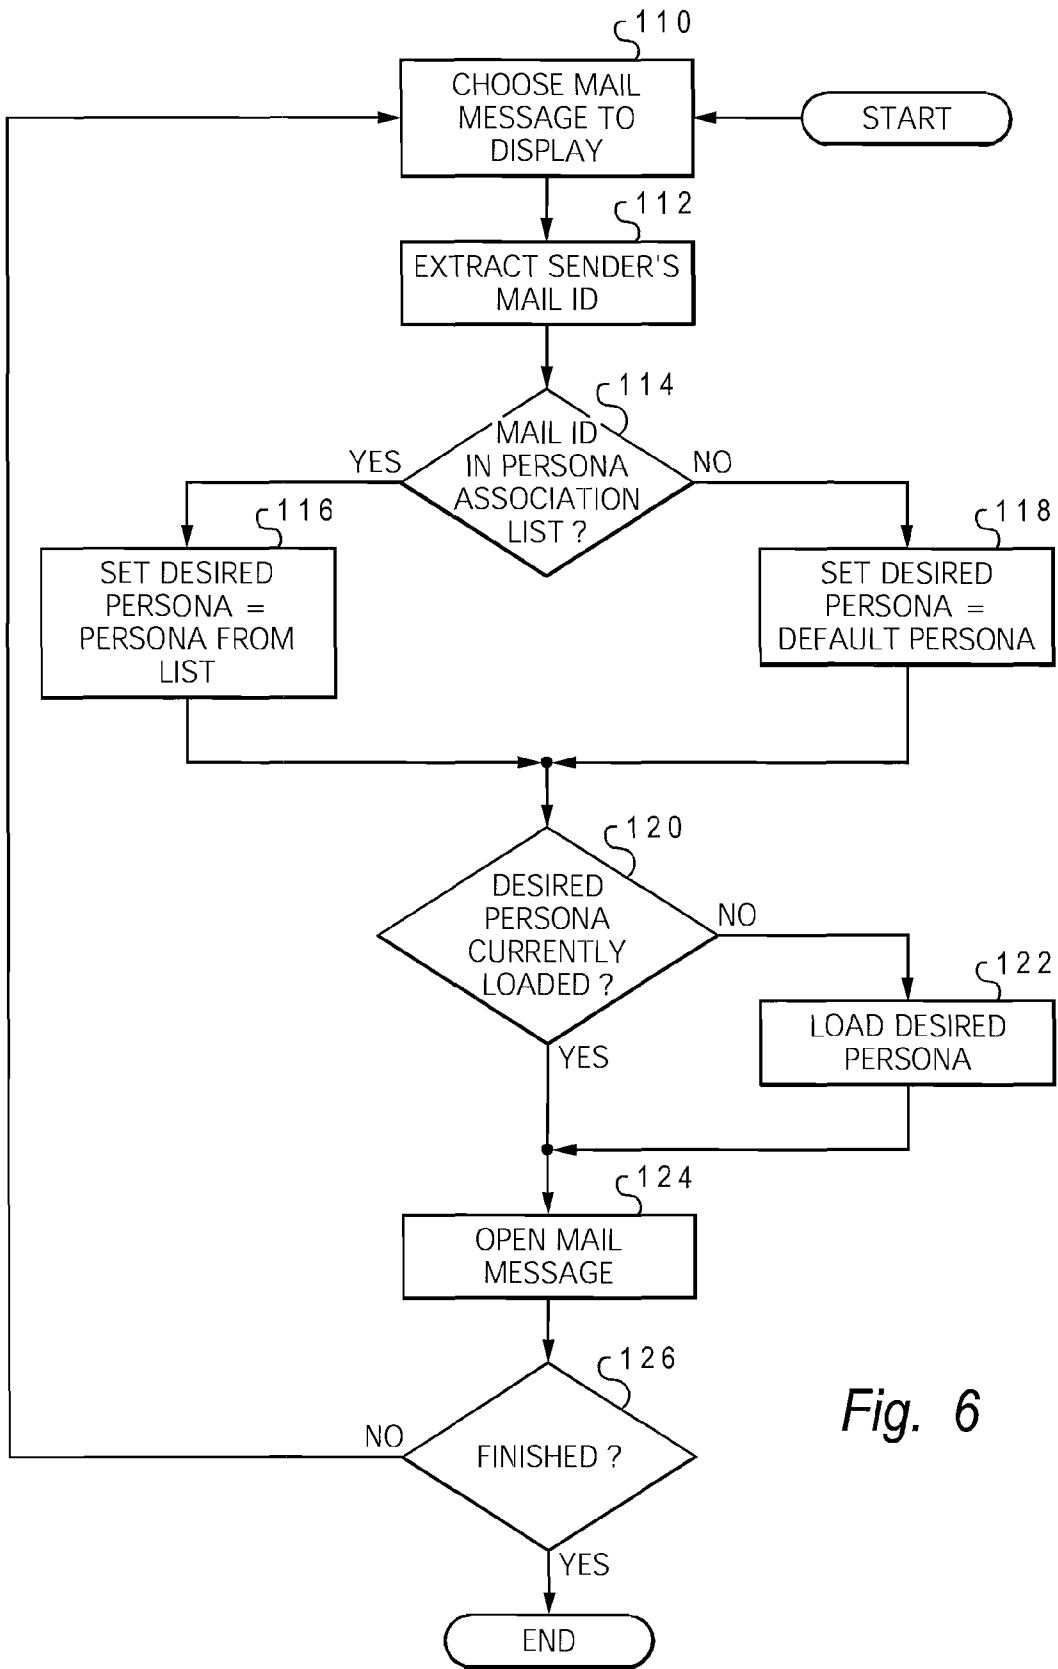 110
CHOOSE MAIL
MESSAGE TO
DISPLAY
START
112
EXTRACT SENDER'S
MAIL ID
114
MAIL ID
IN PERSONA
ASSOCIATION
LIST ?
YES
NO
116
SET DESIRED
PERSONA =
PERSONA FROM
LIST
118
SET DESIRED
PERSONA =
DEFAULT PERSONA
120
DESIRED
PERSONA
CURRENTLY
LOADED ?
NO
YES
122
LOAD DESIRED
PERSONA
124
OPEN MAIL
MESSAGE
126
FINISHED ?
NO
YES
END
Fig. 6